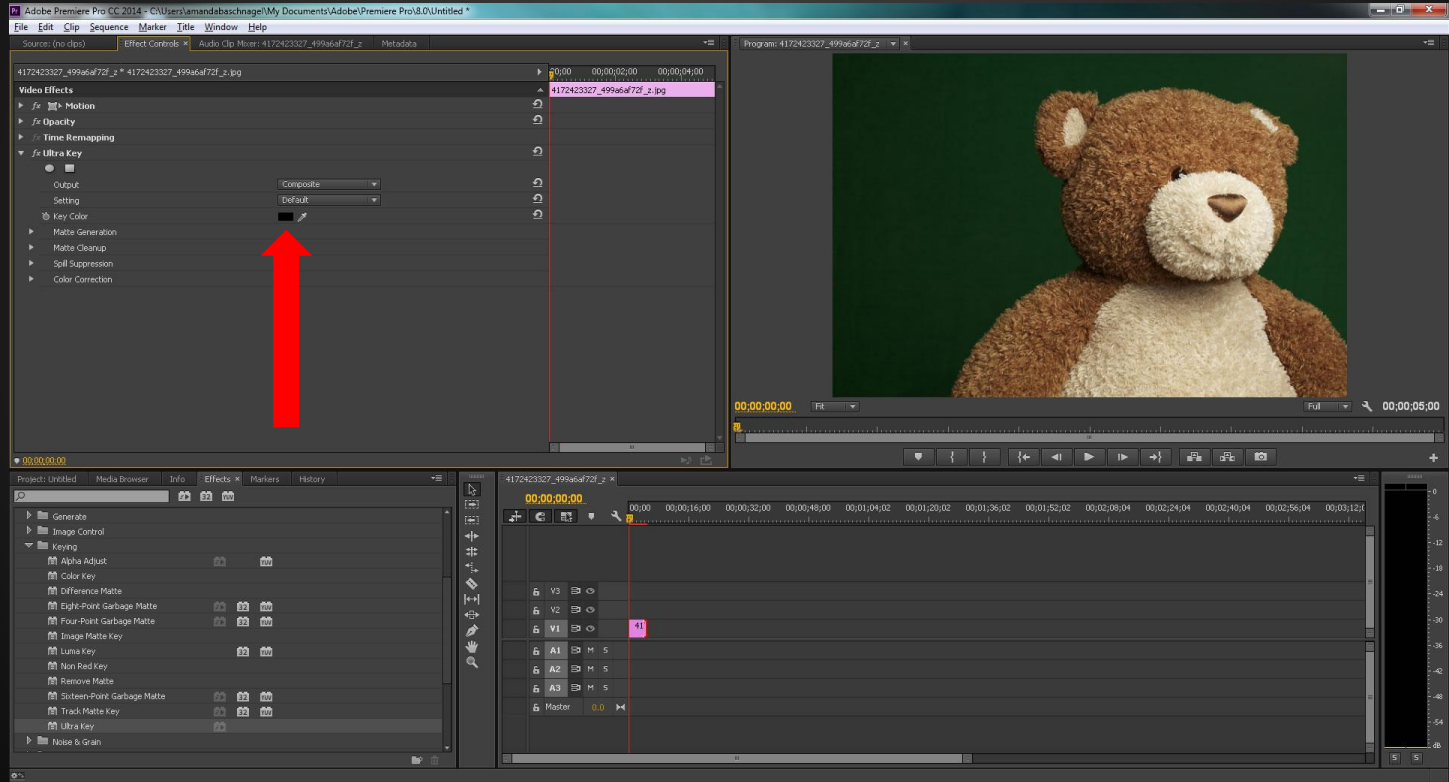 Adobe Premiere Pro CC 2014 - C:\Users\amandabaschnagel\My Documents\Adobe\Premiere Pro\8.0\Untitled *
File Edit Clip Sequence Marker Title Window Help
Source: (no clips) Effect Controls × Audio Clip Mixer: 4172423327_499a6af72f_z Metadata
Program: 4172423327_499a6af72f_z ×
4172423327_499a6af72f_z * 4172423327_499a6af72f_z.jpg
;00;00 00;00;02;00 00;00;04;00
Video Effects
4172423327_499a6af72f_z.jpg
fx Motion
fx Opacity
fx Time Remapping
fx Ultra Key
Output Composite
Setting Default
Key Color
Matte Generation
Matte Cleanup
Spill Suppression
Color Correction
00;00;00;00 Fit Full 00;00;05;00
00;00;00;00
Project: Untitled Media Browser Info Effects × Markers History
Generate
Image Control
Keying
Alpha Adjust
Color Key
Difference Matte
Eight-Point Garbage Matte
Four-Point Garbage Matte
Image Matte Key
Luma Key
Non Red Key
Remove Matte
Sixteen-Point Garbage Matte
Track Matte Key
Ultra Key
Noise & Grain
4172423327_499a6af72f_z ×
00;00;00;00
00;00 00;00;16;00 00;00;32;00 00;00;48;00 00;01;04;02 00;01;20;02 00;01;36;02 00;01;52;02 00;02;08;04 00;02;24;04 00;02;40;04 00;02;56;04 00;03;12;0
V3
V2
V1 41
A1 M S
A2 M S
A3 M S
Master 0.0
0
-6
-12
-18
-24
-30
-36
-42
-48
-54
dB
S S